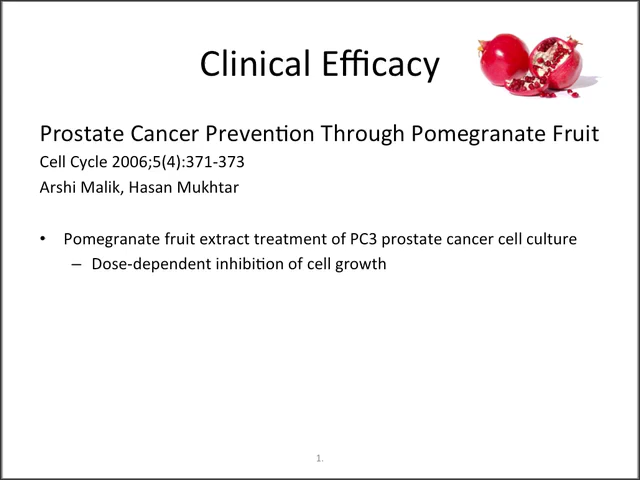 Clinical Efficacy
Prostate Cancer Prevention Through Pomegranate Fruit
Cell Cycle 2006;5(4):371-373
Arshi Malik, Hasan Mukhtar
• Pomegranate fruit extract treatment of PC3 prostate cancer cell culture
– Dose-dependent inhibition of cell growth
1.